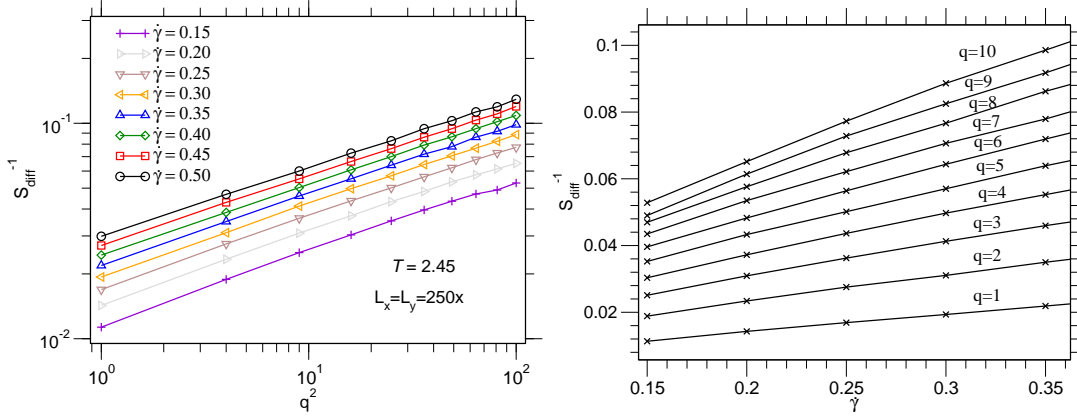 S_diff^-1
10^-1
10^-2
γ̇ = 0.15
γ̇ = 0.20
γ̇ = 0.25
γ̇ = 0.30
γ̇ = 0.35
γ̇ = 0.40
γ̇ = 0.45
γ̇ = 0.50
T = 2.45
L_x=L_y=250x
10^0
10^1
10^2
q^2
S_diff^-1
0.1
0.08
0.06
0.04
0.02
q=10
q=9
q=8
q=7
q=6
q=5
q=4
q=3
q=2
q=1
0.15
0.2
0.25
0.3
0.35
γ̇